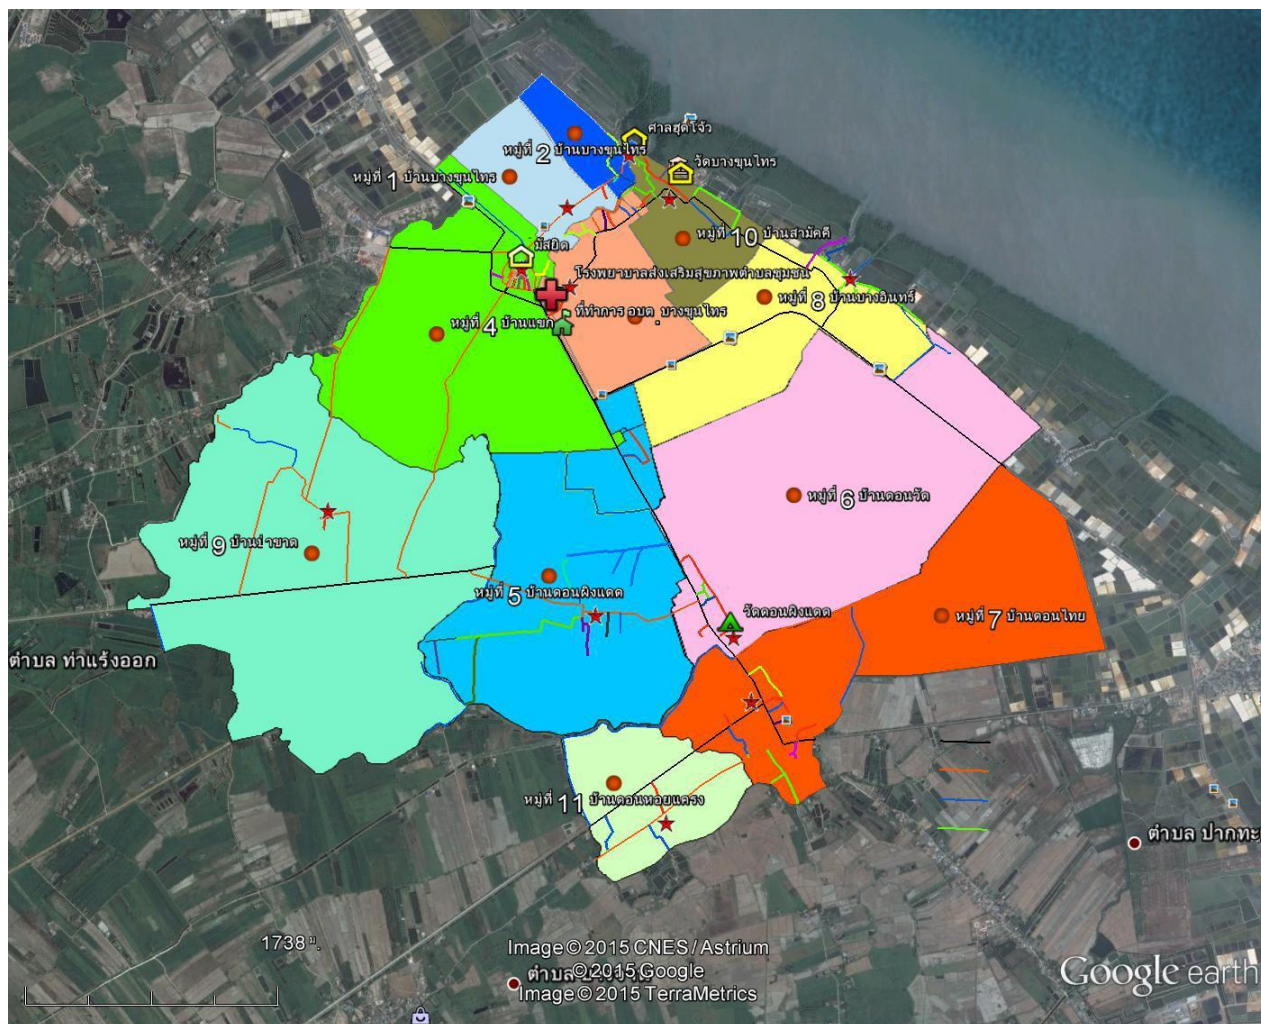 ศาลฮุดโจ้ว
หมู่ที่ 2 บ้านบางขุนไทร
วัดบางขุนไทร
หมู่ที่ 1 บ้านบางขุนไทร
หมู่ที่ 10 บ้านสามัคคี
มัสยิด
โรงพยาบาลส่งเสริมสุขภาพตำบลชุมชน
หมู่ที่ 8 บ้านบางอินทร์
ที่ทำการ อบต. บางขุนไทร
หมู่ที่ 4 บ้านแขก
หมู่ที่ 6 บ้านดอนวัด
หมู่ที่ 9 บ้านป่าขาด
หมู่ที่ 5 บ้านดอนผิงแดด
วัดดอนผิงแดด
หมู่ที่ 7 บ้านดอนไทย
ตำบล ท่าแร้งออก
หมู่ที่ 11 บ้านดอนหอยแครง
ตำบล ปากทะ
1738
Image © 2015 CNES / Astrium
© 2015 Google
ตำบล
Image © 2015 TerraMetrics
Google earth